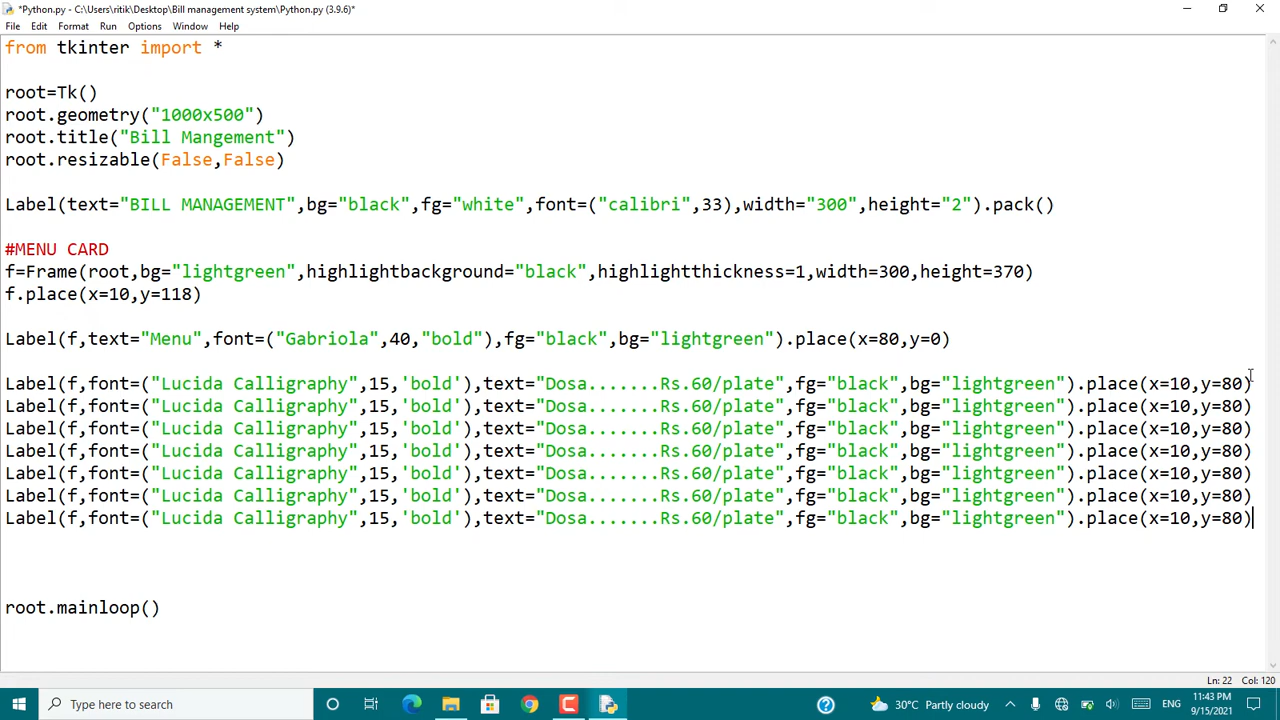 *Python.py - C:\Users\ritik\Desktop\Bill management system\Python.py (3.9.6)*
File Edit Format Run Options Window Help
from tkinter import *
root=Tk()
root.geometry("1000x500")
root.title("Bill Mangement")
root.resizable(False,False)
Label(text="BILL MANAGEMENT",bg="black",fg="white",font=("calibri",33),width="300",height="2").pack()
#MENU CARD
f=Frame(root,bg="lightgreen",highlightbackground="black",highlightthickness=1,width=300,height=370)
f.place(x=10,y=118)
Label(f,text="Menu",font=("Gabriola",40,"bold"),fg="black",bg="lightgreen").place(x=80,y=0)
Label(f,font=("Lucida Calligraphy",15,'bold'),text="Dosa.......Rs.60/plate",fg="black",bg="lightgreen").place(x=10,y=80)
Label(f,font=("Lucida Calligraphy",15,'bold'),text="Dosa.......Rs.60/plate",fg="black",bg="lightgreen").place(x=10,y=80)
Label(f,font=("Lucida Calligraphy",15,'bold'),text="Dosa.......Rs.60/plate",fg="black",bg="lightgreen").place(x=10,y=80)
Label(f,font=("Lucida Calligraphy",15,'bold'),text="Dosa.......Rs.60/plate",fg="black",bg="lightgreen").place(x=10,y=80)
Label(f,font=("Lucida Calligraphy",15,'bold'),text="Dosa.......Rs.60/plate",fg="black",bg="lightgreen").place(x=10,y=80)
Label(f,font=("Lucida Calligraphy",15,'bold'),text="Dosa.......Rs.60/plate",fg="black",bg="lightgreen").place(x=10,y=80)
Label(f,font=("Lucida Calligraphy",15,'bold'),text="Dosa.......Rs.60/plate",fg="black",bg="lightgreen").place(x=10,y=80)
root.mainloop()
Ln: 22 Col: 120
Type here to search
30°C Partly cloudy
ENG
11:43 PM
9/15/2021